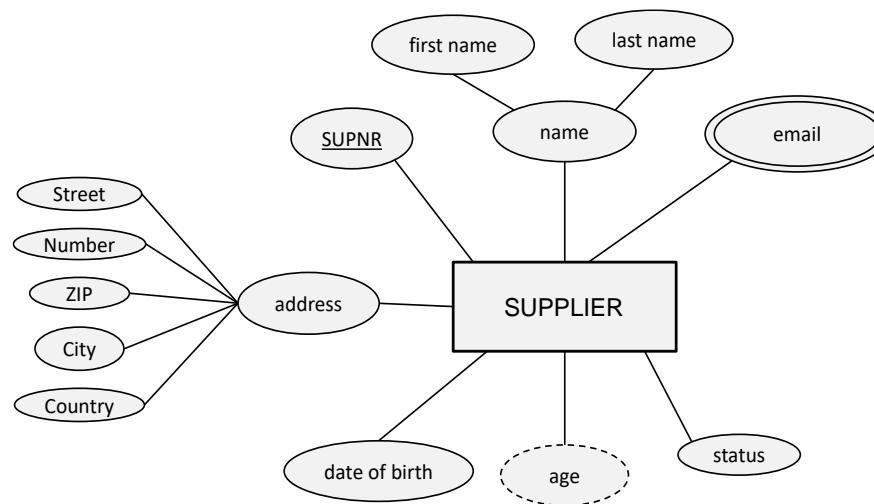 first name
last name
SUPNR
name
email
Street
Number
ZIP
City
Country
address
SUPPLIER
date of birth
age
status